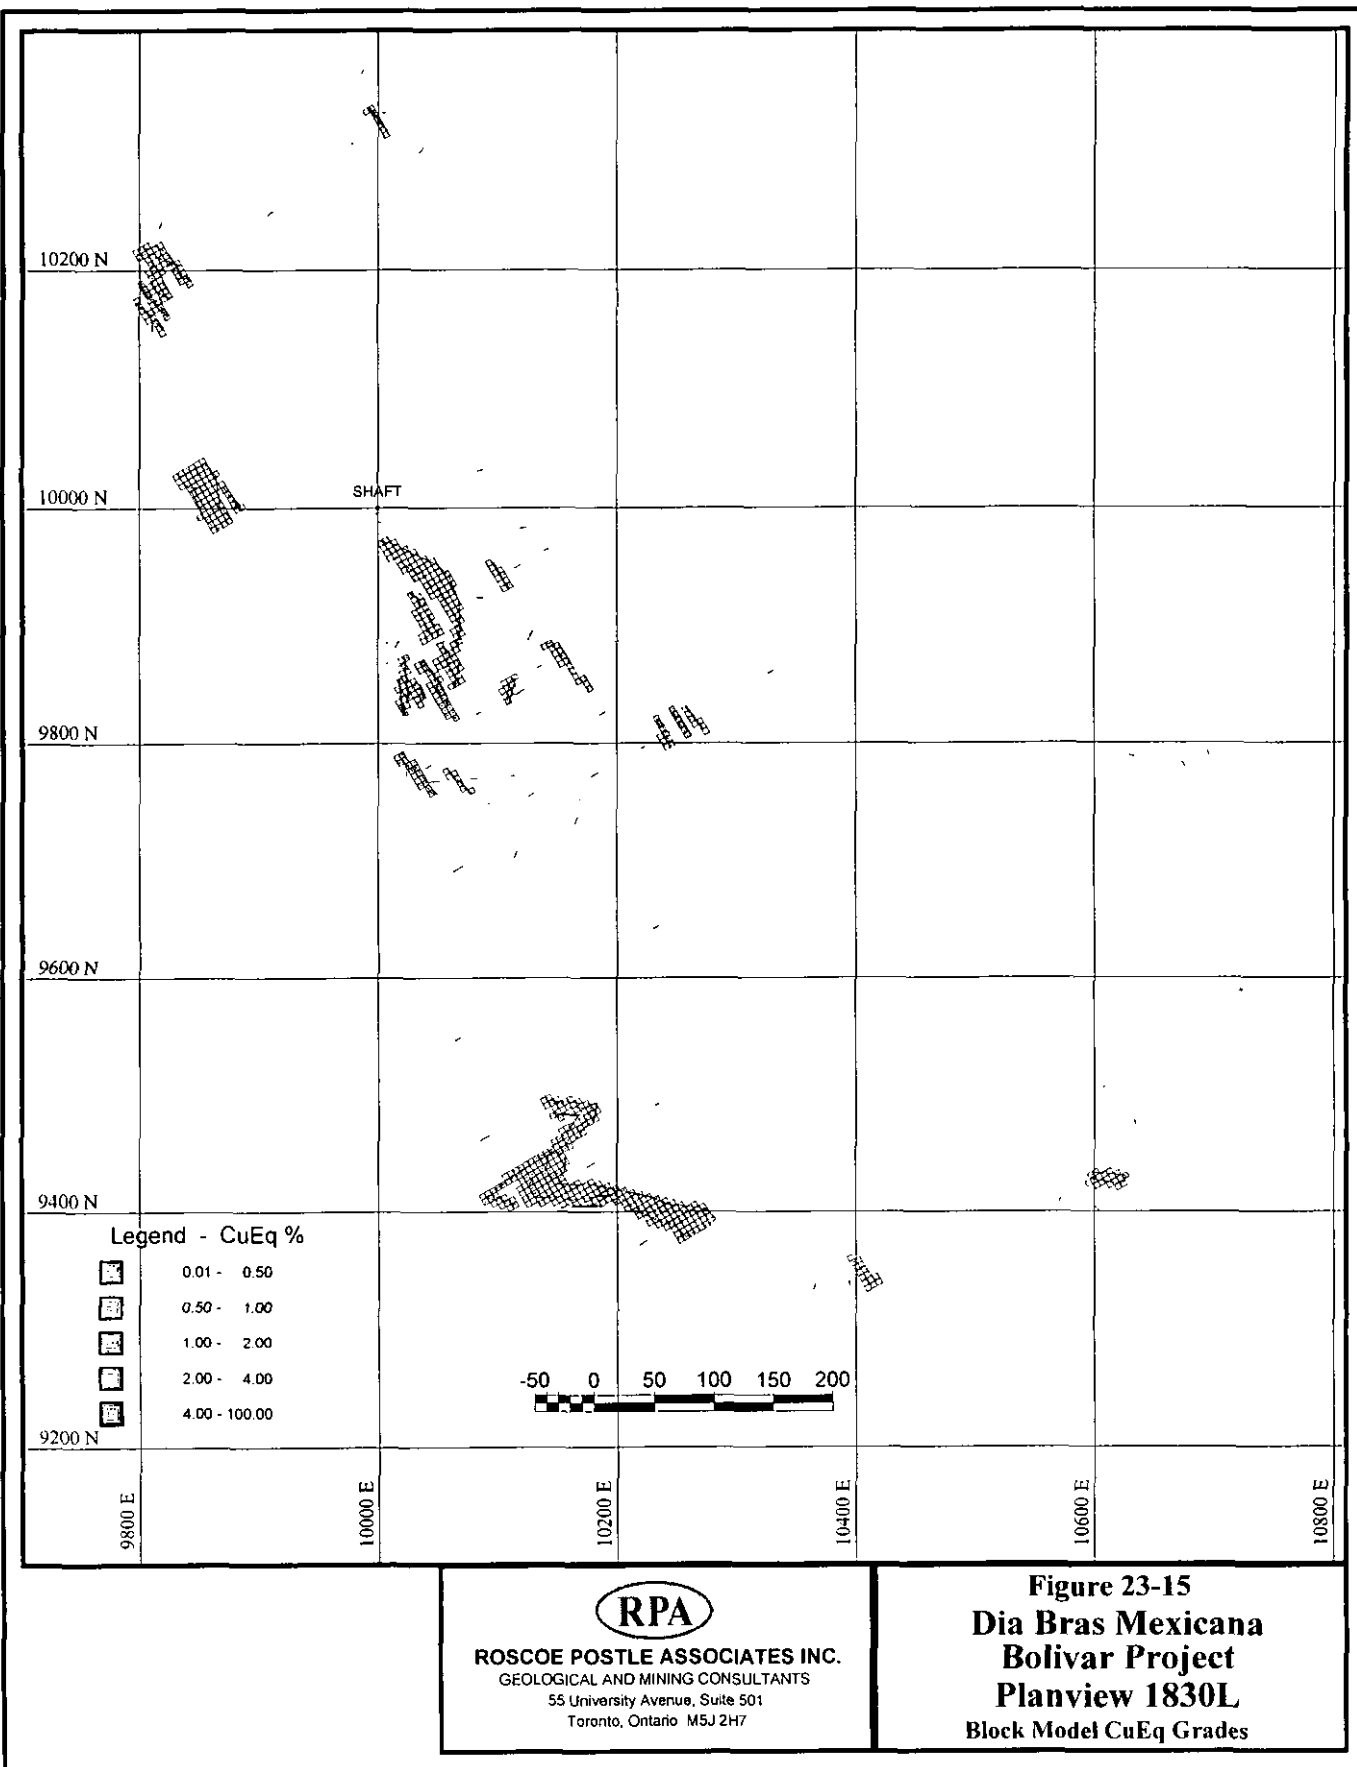 10200 N
10000 N
SHAFT
9800 N
9600 N
9400 N
Legend - CuEq %
0.01 - 0.50
0.50 - 1.00
1.00 - 2.00
2.00 - 4.00
4.00 - 100.00
-50 0 50 100 150 200
9200 N
9800 E
10000 E
10200 E
10400 E
10600 E
10800 E
RPA
ROSCOE POSTLE ASSOCIATES INC.
GEOLOGICAL AND MINING CONSULTANTS
55 University Avenue, Suite 501
Toronto, Ontario M5J 2H7
Figure 23-15
Dia Bras Mexicana
Bolivar Project
Planview 1830L
Block Model CuEq Grades